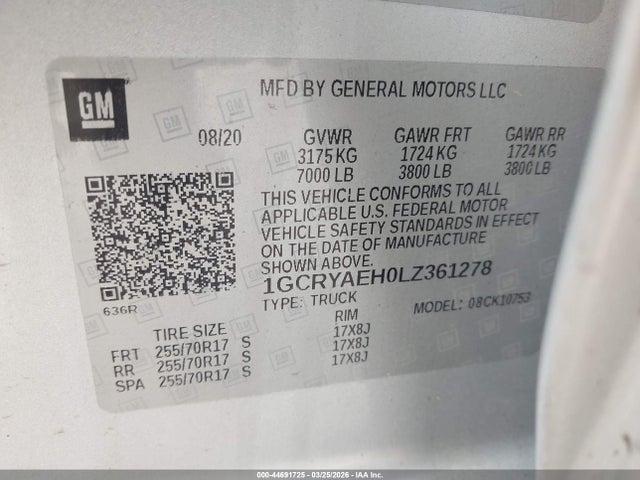 GM
MFD BY GENERAL MOTORS LLC
08/20 GVWR GAWR FRT GAWR RR
3175 KG 1724 KG 1724 KG
7000 LB 3800 LB 3800 LB
THIS VEHICLE CONFORMS TO ALL
APPLICABLE U.S. FEDERAL MOTOR
VEHICLE SAFETY STANDARDS IN EFFECT
ON THE DATE OF MANUFACTURE
SHOWN ABOVE.
1GCRYAEH0LZ361278
636R TYPE: TRUCK MODEL: 08CK10753
TIRE SIZE RIM
FRT 255/70R17 S 17X8J
RR 255/70R17 S 17X8J
SPA 255/70R17 S 17X8J
000-44691725 03/25/2026 IAA Inc.